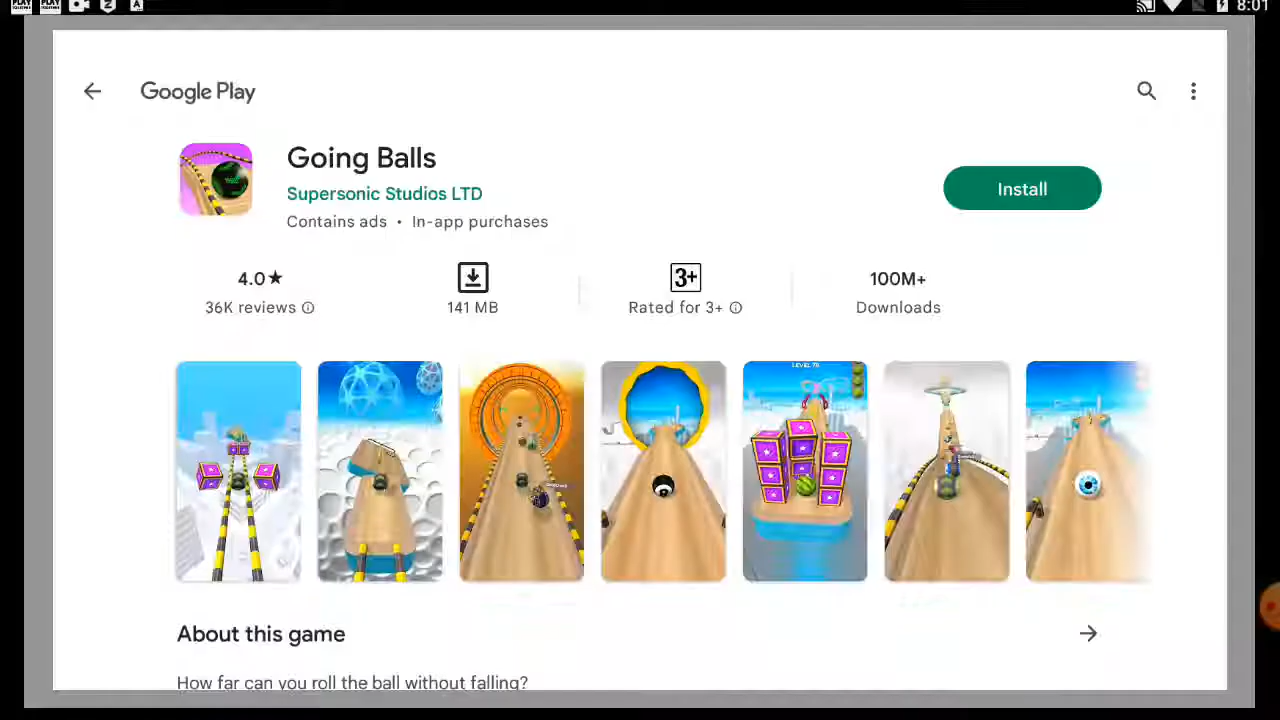 8:01
Google Play
Going Balls
Supersonic Studios LTD
Contains ads • In-app purchases
Install
4.0★
36K reviews
141 MB
3+
Rated for 3+
100M+
Downloads
LEVEL 70
About this game
How far can you roll the ball without falling?